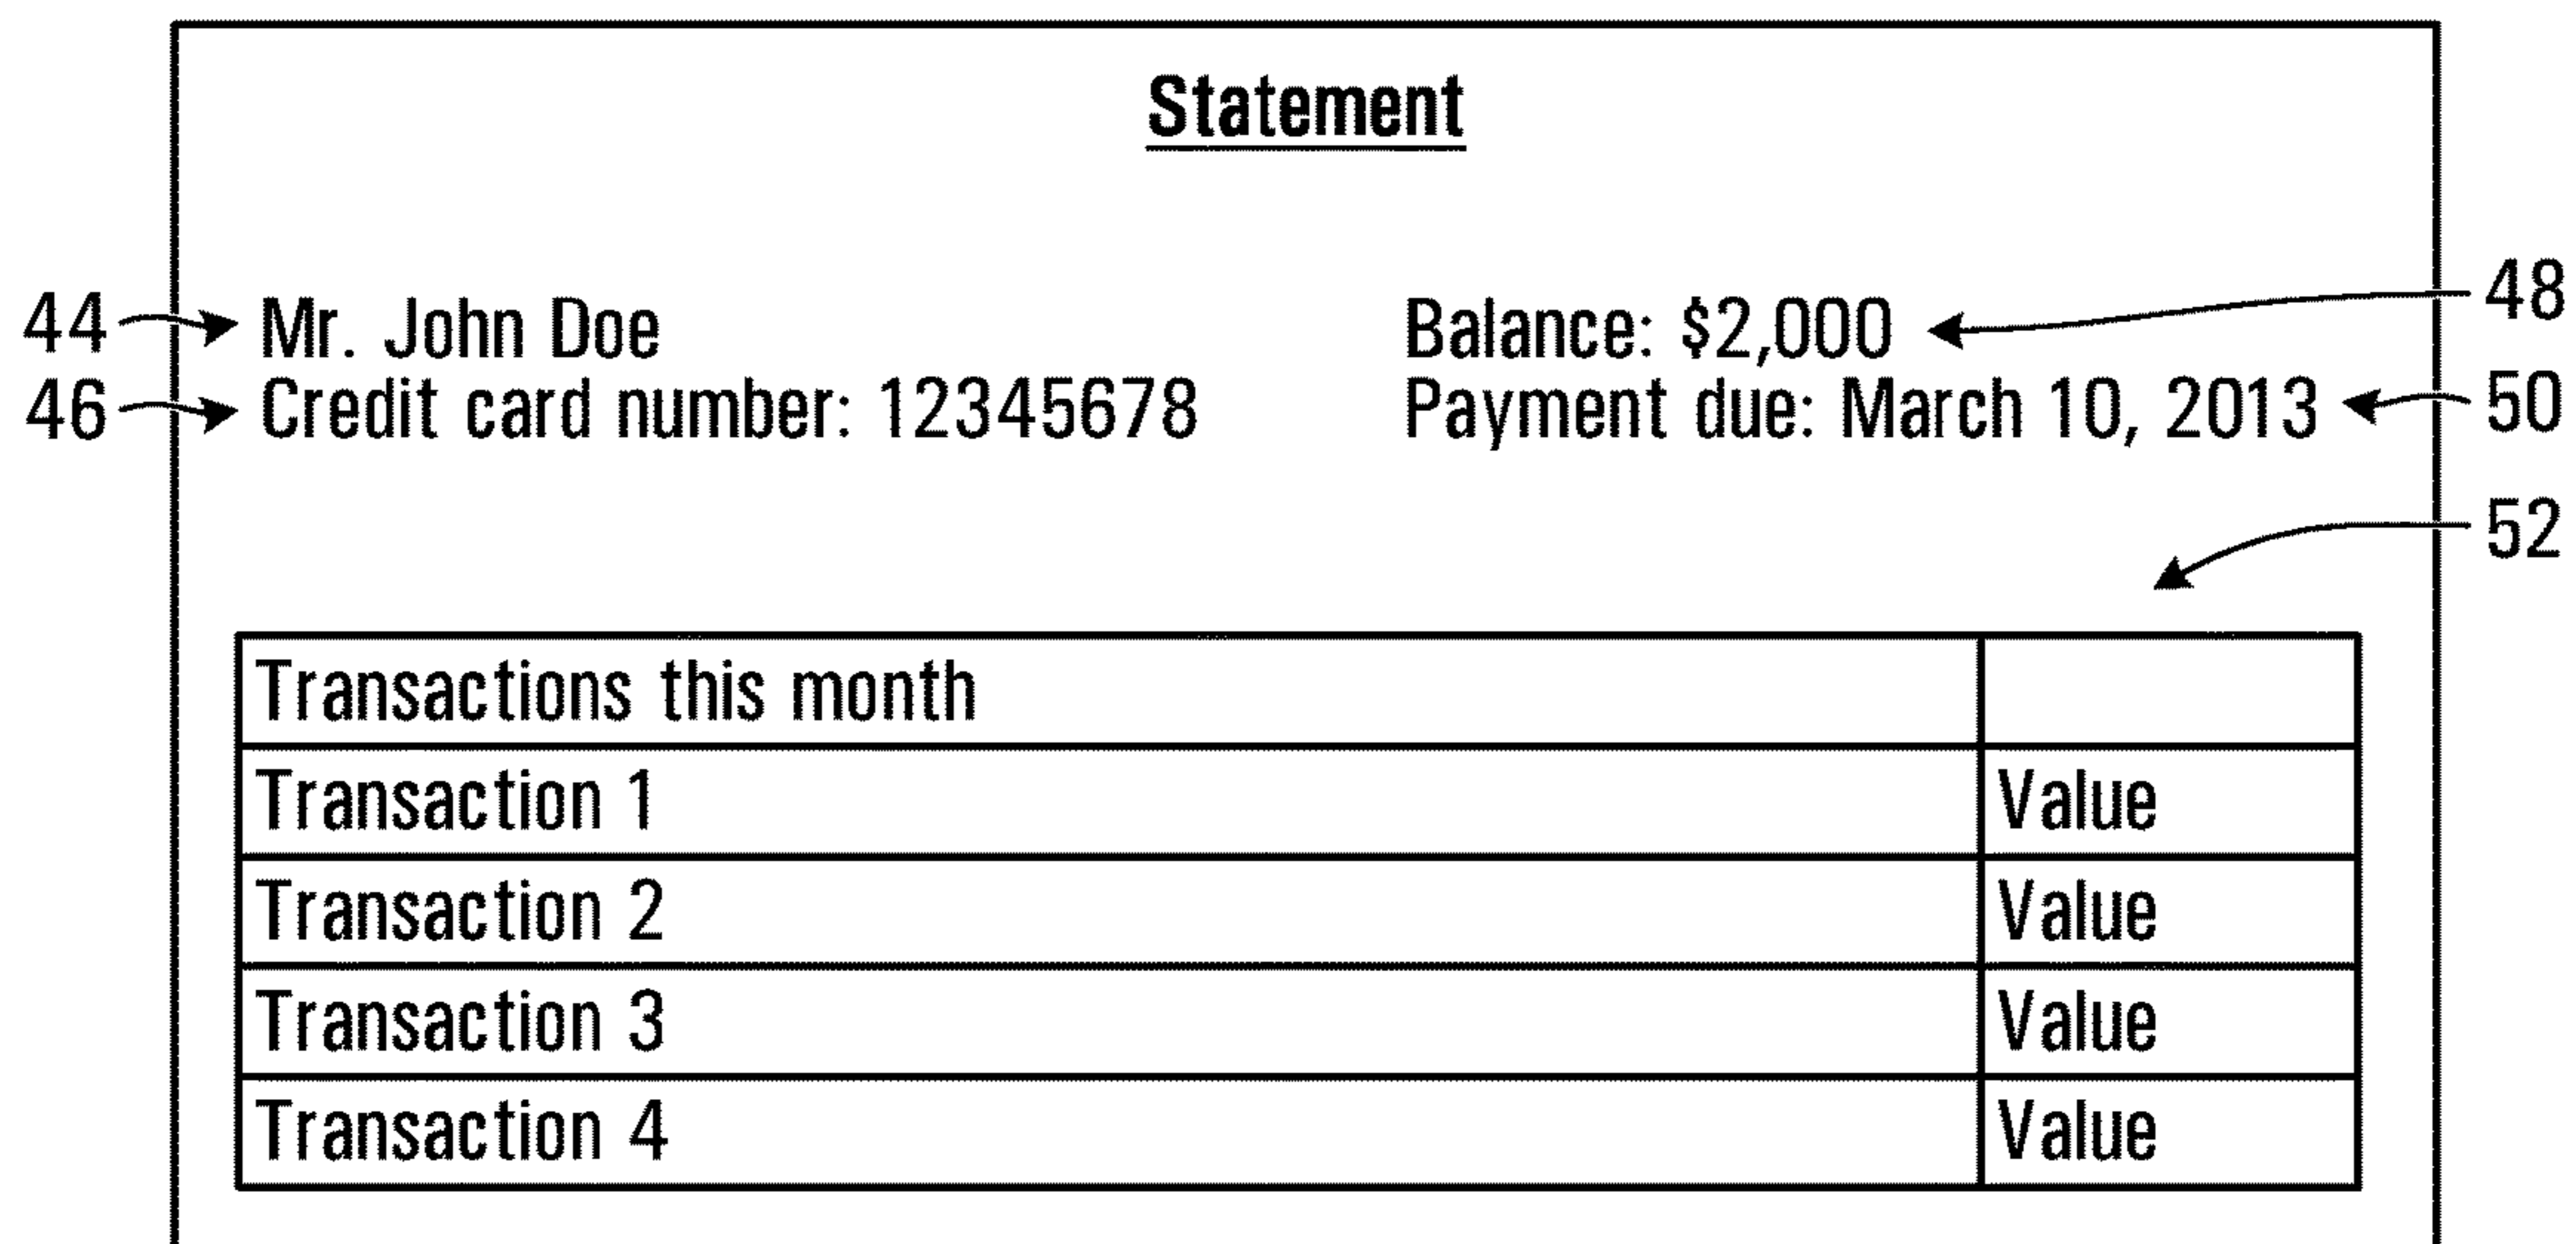 Statement
44 Mr. John Doe Balance: $2,000 48
46 Credit card number: 12345678 Payment due: March 10, 2013 50
52
Transactions this month
Transaction 1 Value
Transaction 2 Value
Transaction 3 Value
Transaction 4 Value